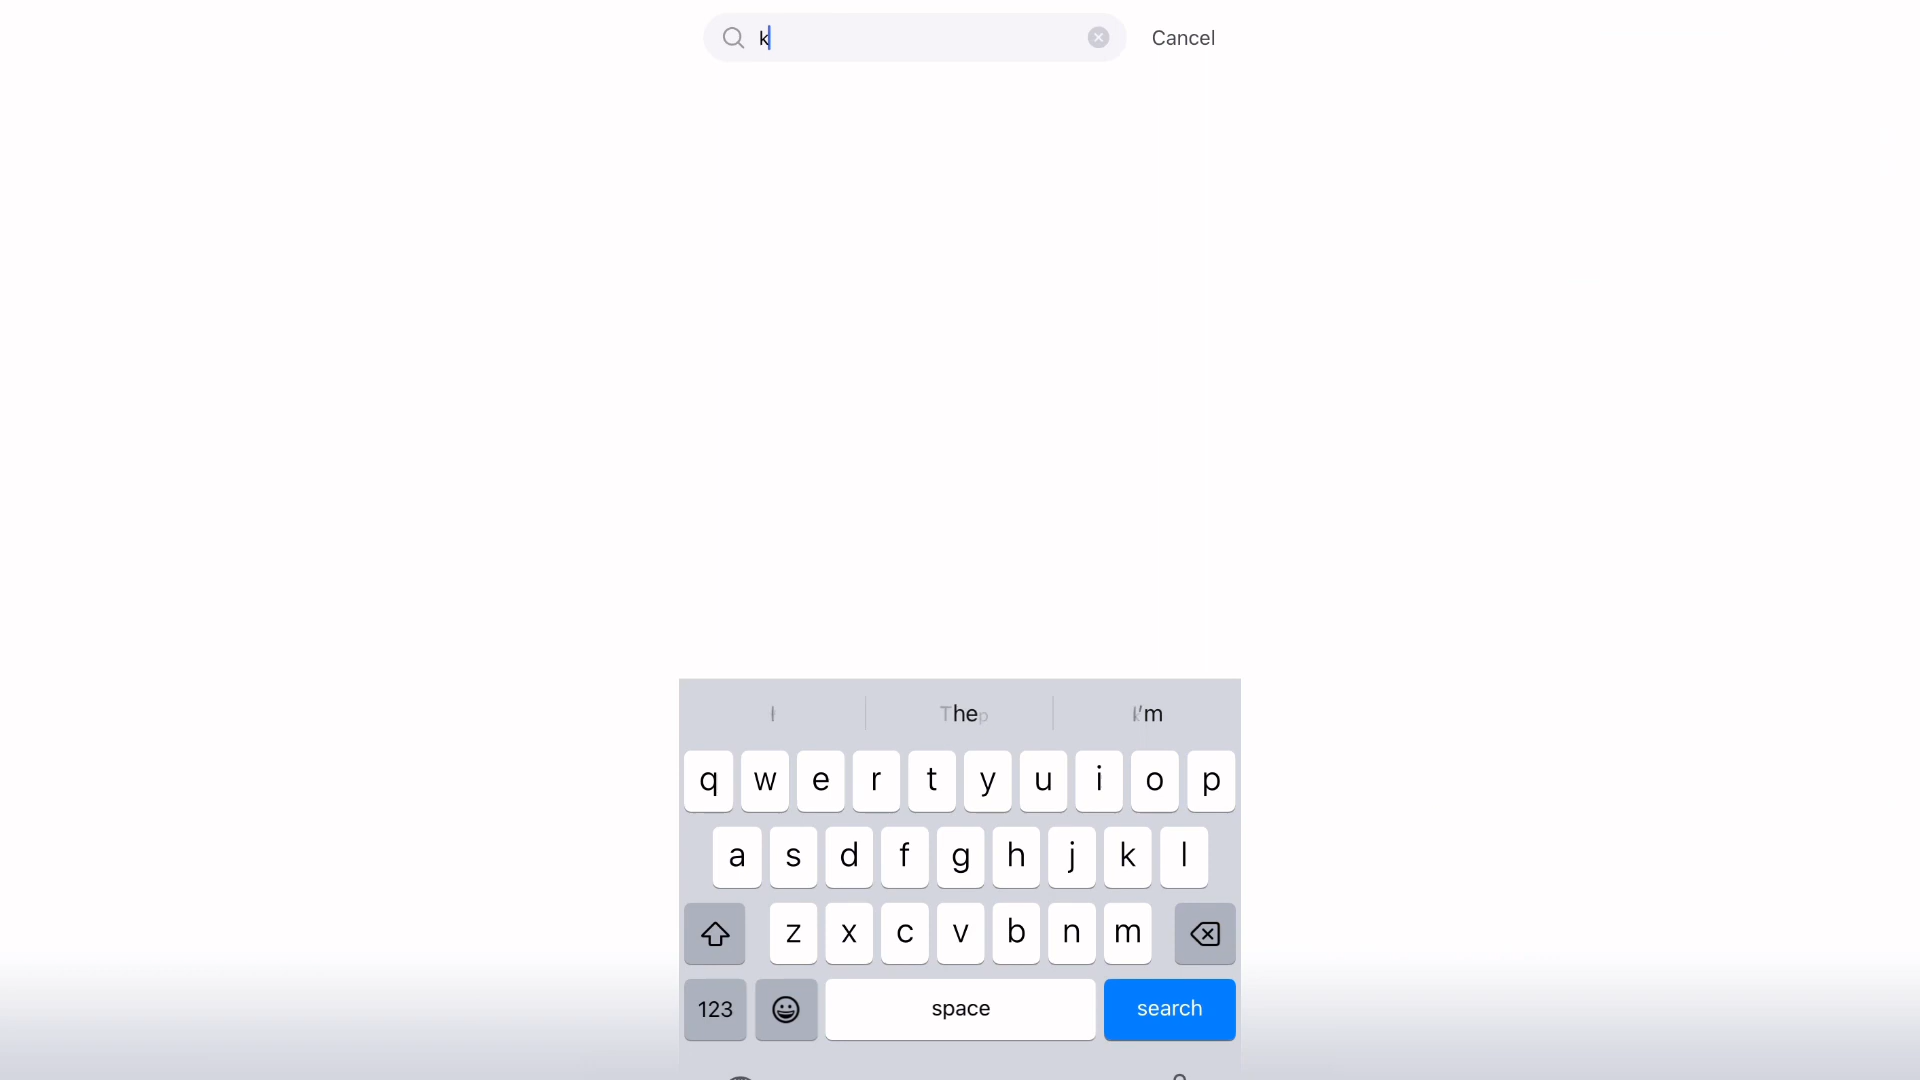 k
Cancel
The I'm
q w e r t y u i o p
a s d f g h j k l
z x c v b n m
123 space search